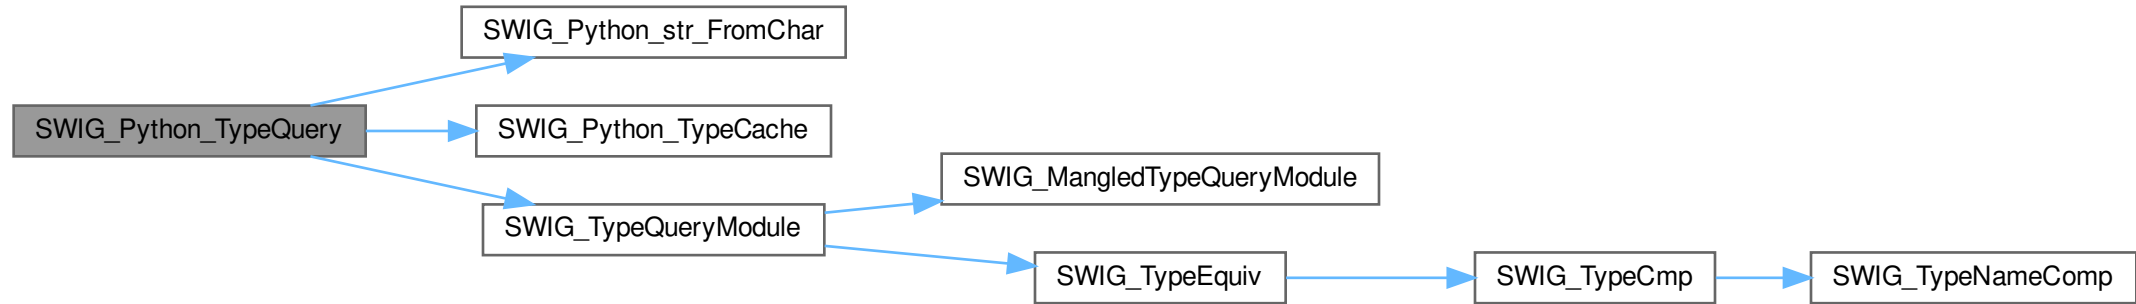 SWIG_Python_str_FromChar
SWIG_Python_TypeQuery
SWIG_Python_TypeCache
SWIG_MangledTypeQueryModule
SWIG_TypeQueryModule
SWIG_TypeEquiv
SWIG_TypeCmp
SWIG_TypeNameComp